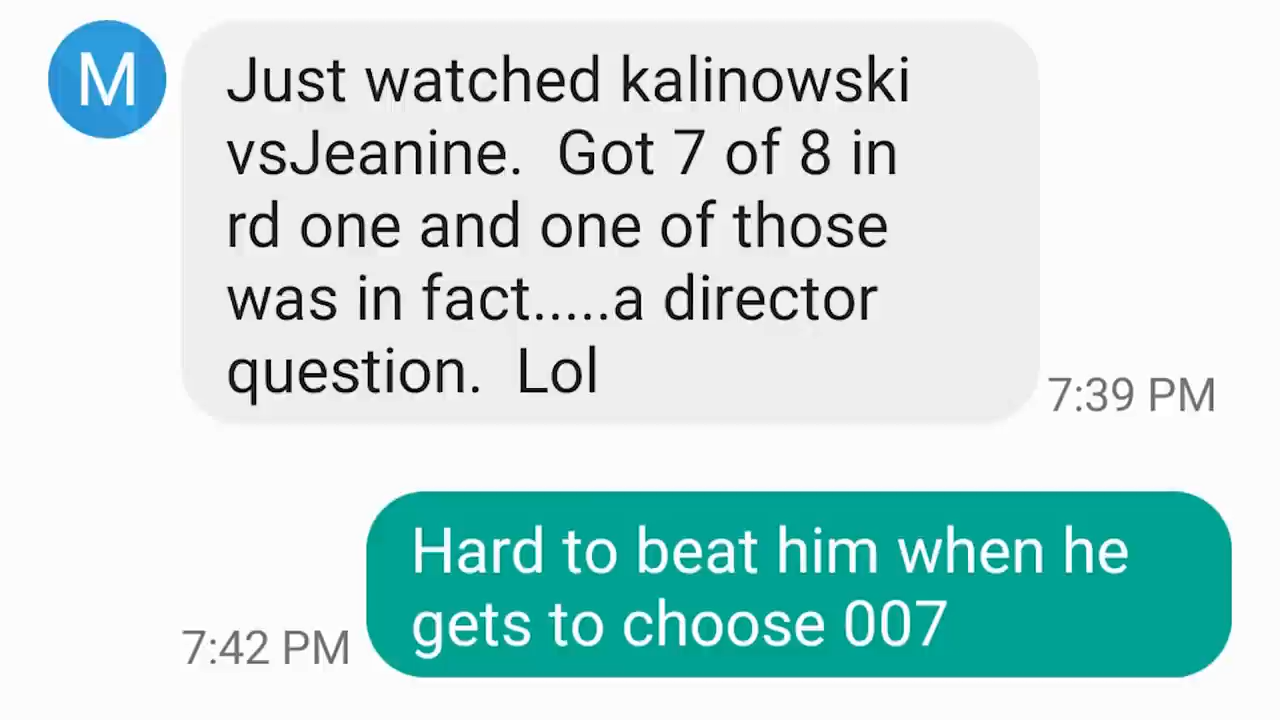 M
Just watched kalinowski
vsJeanine.  Got 7 of 8 in
rd one and one of those
was in fact.....a director
question.  Lol
7:39 PM
Hard to beat him when he
gets to choose 007
7:42 PM